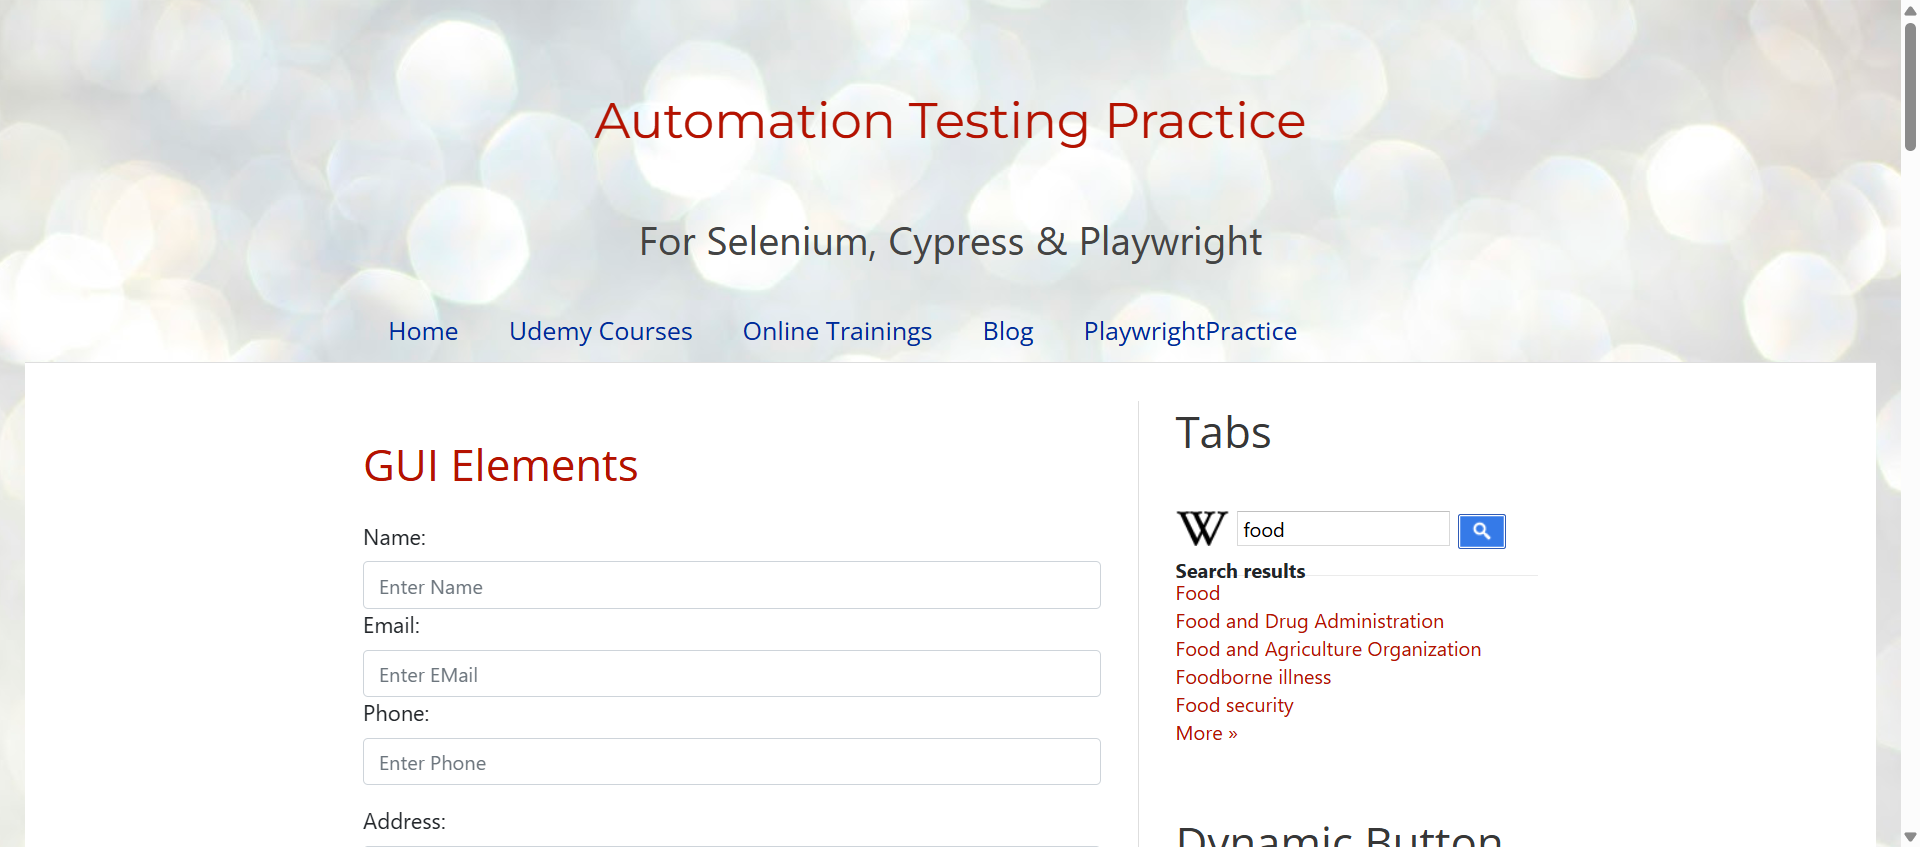 Automation Testing Practice
For Selenium, Cypress & Playwright
Home Udemy Courses Online Trainings Blog PlaywrightPractice
GUI Elements
Name:
Enter Name
Email:
Enter EMail
Phone:
Enter Phone
Address:
Tabs
W food
Search results
Food
Food and Drug Administration
Food and Agriculture Organization
Foodborne illness
Food security
More »
Dynamic Button